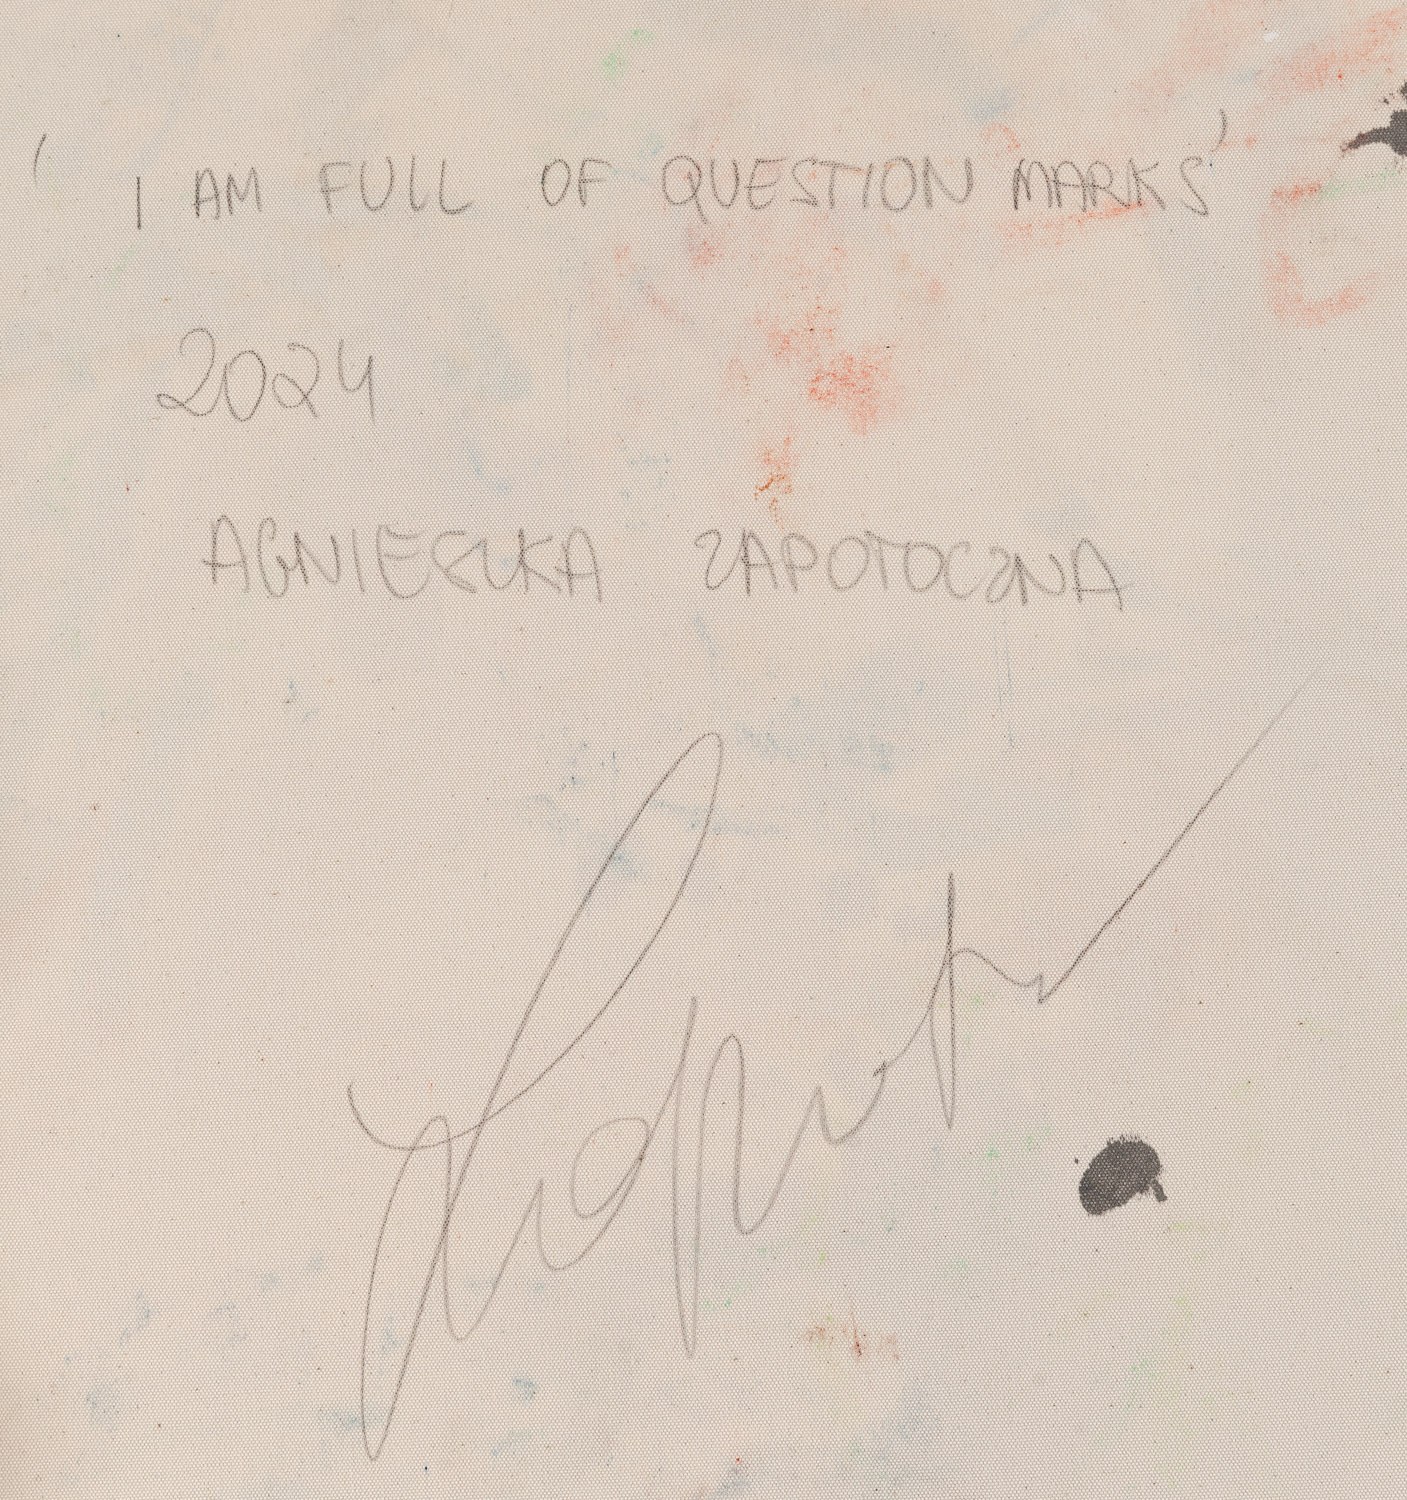 'I AM FULL OF QUESTION MARKS'
2024
AGNIESZKA ZAPOTOCZNA